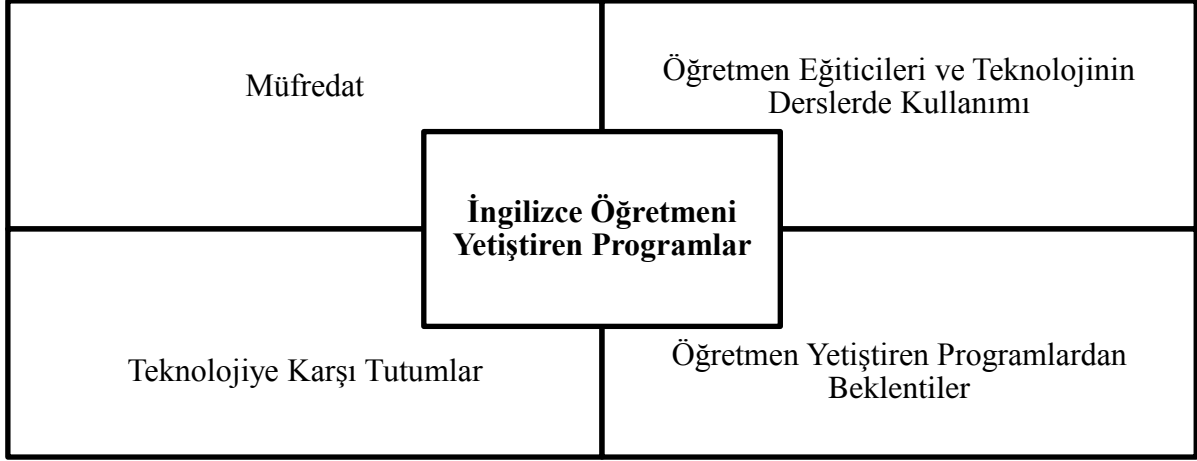 Müfredat
Öğretmen Eğiticileri ve Teknolojinin
Derslerde Kullanımı
İngilizce Öğretmeni
Yetiştiren Programlar
Teknolojiye Karşı Tutumlar
Öğretmen Yetiştiren Programlardan
Beklentiler